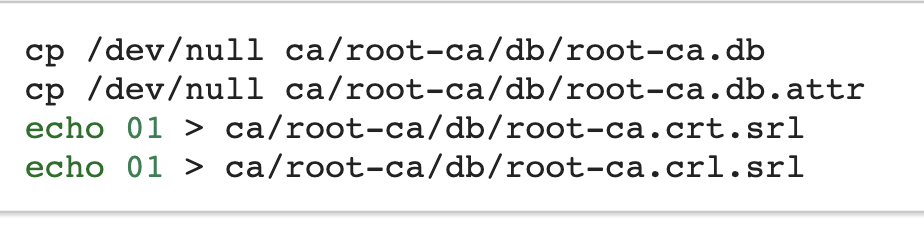 cp /dev/null ca/root-ca/db/root-ca.db
cp /dev/null ca/root-ca/db/root-ca.db.attr
echo 01 > ca/root-ca/db/root-ca.crt.srl
echo 01 > ca/root-ca/db/root-ca.crl.srl